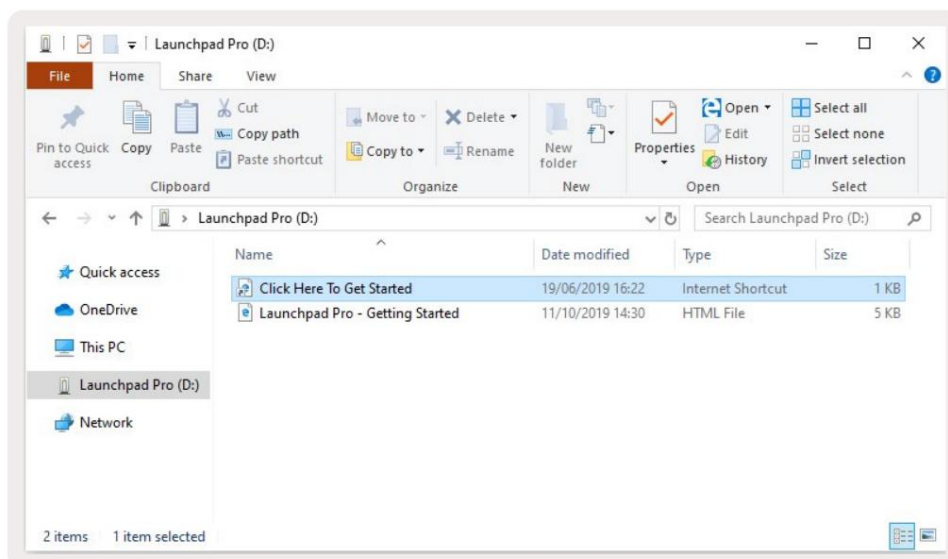 Launchpad Pro (D:)
File Home Share View
Pin to Quick access
Copy
Paste
Cut
Copy path
Paste shortcut
Clipboard
Move to
Copy to
Delete
Rename
Organize
New folder
New
Properties
Open
Edit
History
Open
Select all
Select none
Invert selection
Select
Launchpad Pro (D:)
Search Launchpad Pro (D:)
Name Date modified Type Size
Click Here To Get Started 19/06/2019 16:22 Internet Shortcut 1 KB
Launchpad Pro - Getting Started 11/10/2019 14:30 HTML File 5 KB
Quick access
OneDrive
This PC
Launchpad Pro (D:)
Network
2 items 1 item selected